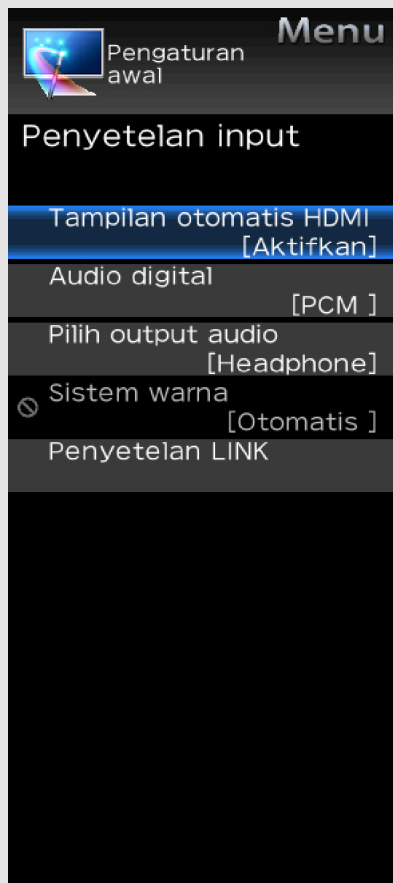 Menu
Pengaturan
awal
Penyetelan input
Tampilan otomatis HDMI
[Aktifkan]
Audio digital
[PCM ]
Pilih output audio
[Headphone]
Sistem warna
[Otomatis ]
Penyetelan LINK